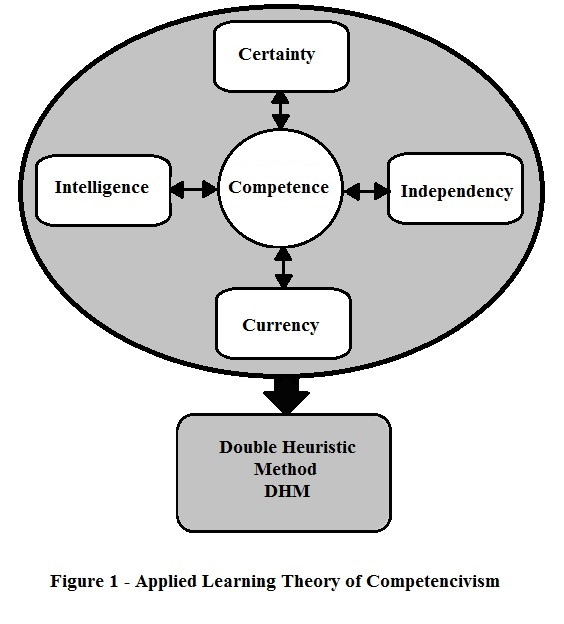 Certainty
Intelligence
Competence
Independency
Currency
Double Heuristic
Method
DHM
Figure 1 - Applied Learning Theory of Competencivism